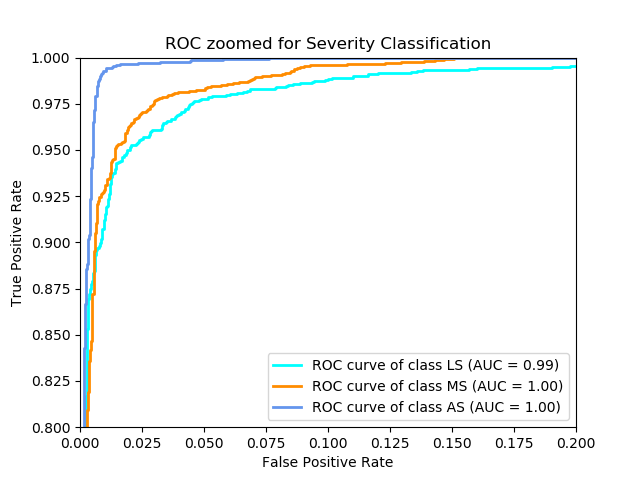 ROC zoomed for Severity Classification
True Positive Rate
1.000
0.975
0.950
0.925
0.900
0.875
0.850
0.825
0.800
ROC curve of class LS (AUC = 0.99)
ROC curve of class MS (AUC = 1.00)
ROC curve of class AS (AUC = 1.00)
0.000 0.025 0.050 0.075 0.100 0.125 0.150 0.175 0.200
False Positive Rate